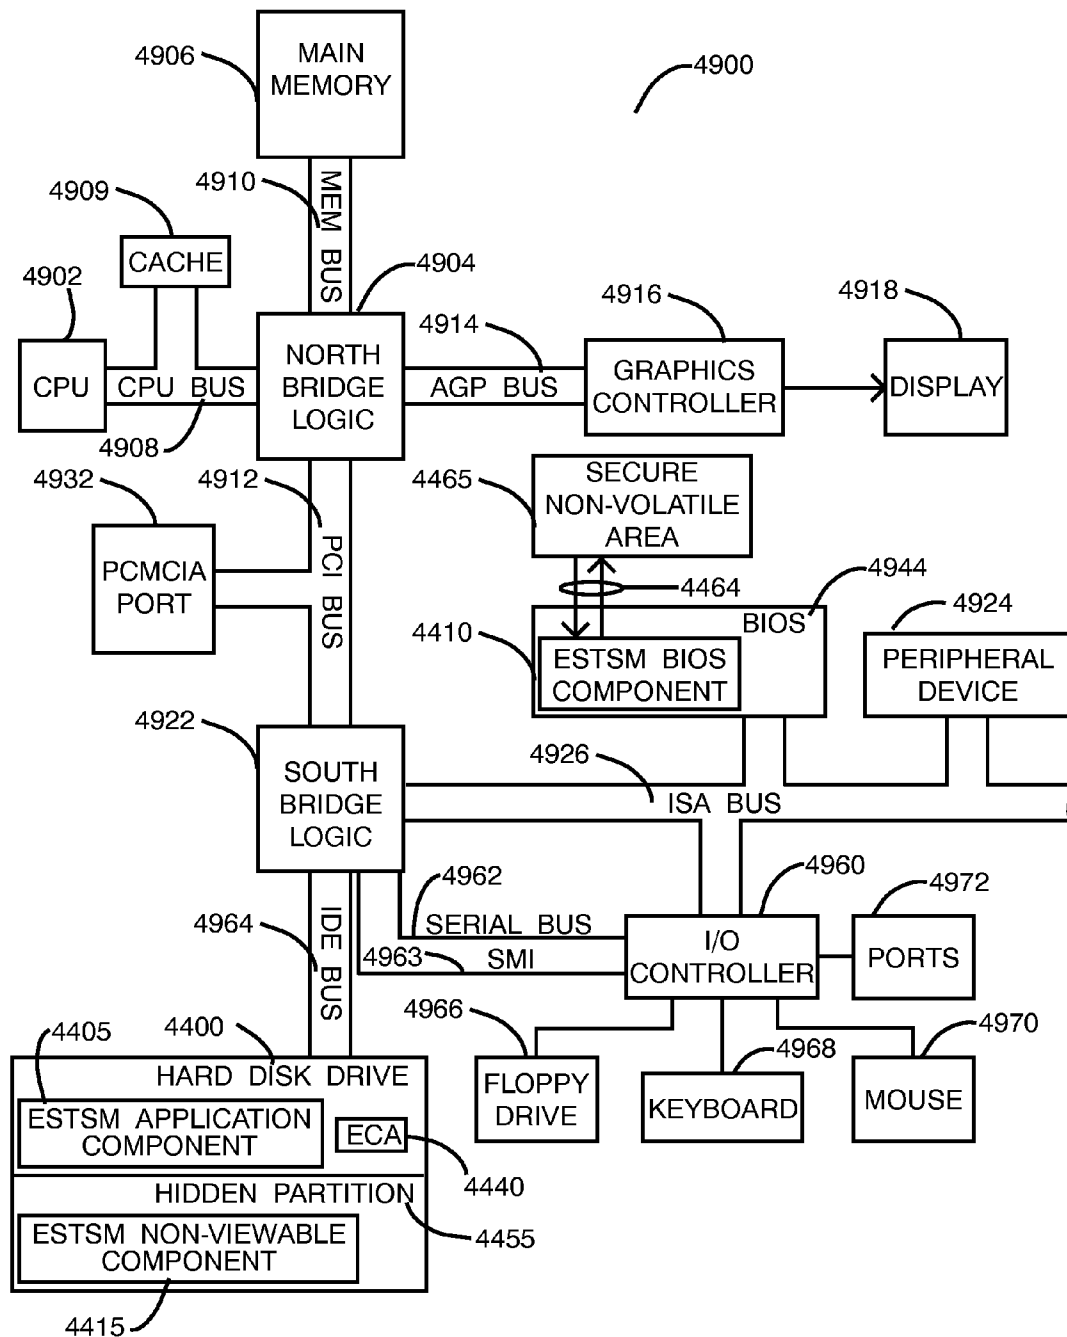 MAIN
MEMORY
4906
4900
4910
MEM BUS
4909
CACHE
4902
4904
4914
4916
4918
CPU
CPU BUS
NORTH
BRIDGE
LOGIC
AGP BUS
GRAPHICS
CONTROLLER
DISPLAY
4908
4932
4912
4465
SECURE
NON-VOLATILE
AREA
PCMCIA
PORT
PCI BUS
4464
4944
4924
4410
BIOS
ESTSM BIOS
COMPONENT
PERIPHERAL
DEVICE
4922
SOUTH
BRIDGE
LOGIC
4926
ISA BUS
4962
4960
4972
4964
IDE BUS
SERIAL BUS
4963
SMI
I/O
CONTROLLER
PORTS
4405
4400
4966
4968
4970
HARD DISK DRIVE
FLOPPY
DRIVE
KEYBOARD
MOUSE
ESTSM APPLICATION
COMPONENT
ECA
4440
HIDDEN PARTITION
4455
ESTSM NON-VIEWABLE
COMPONENT
4415